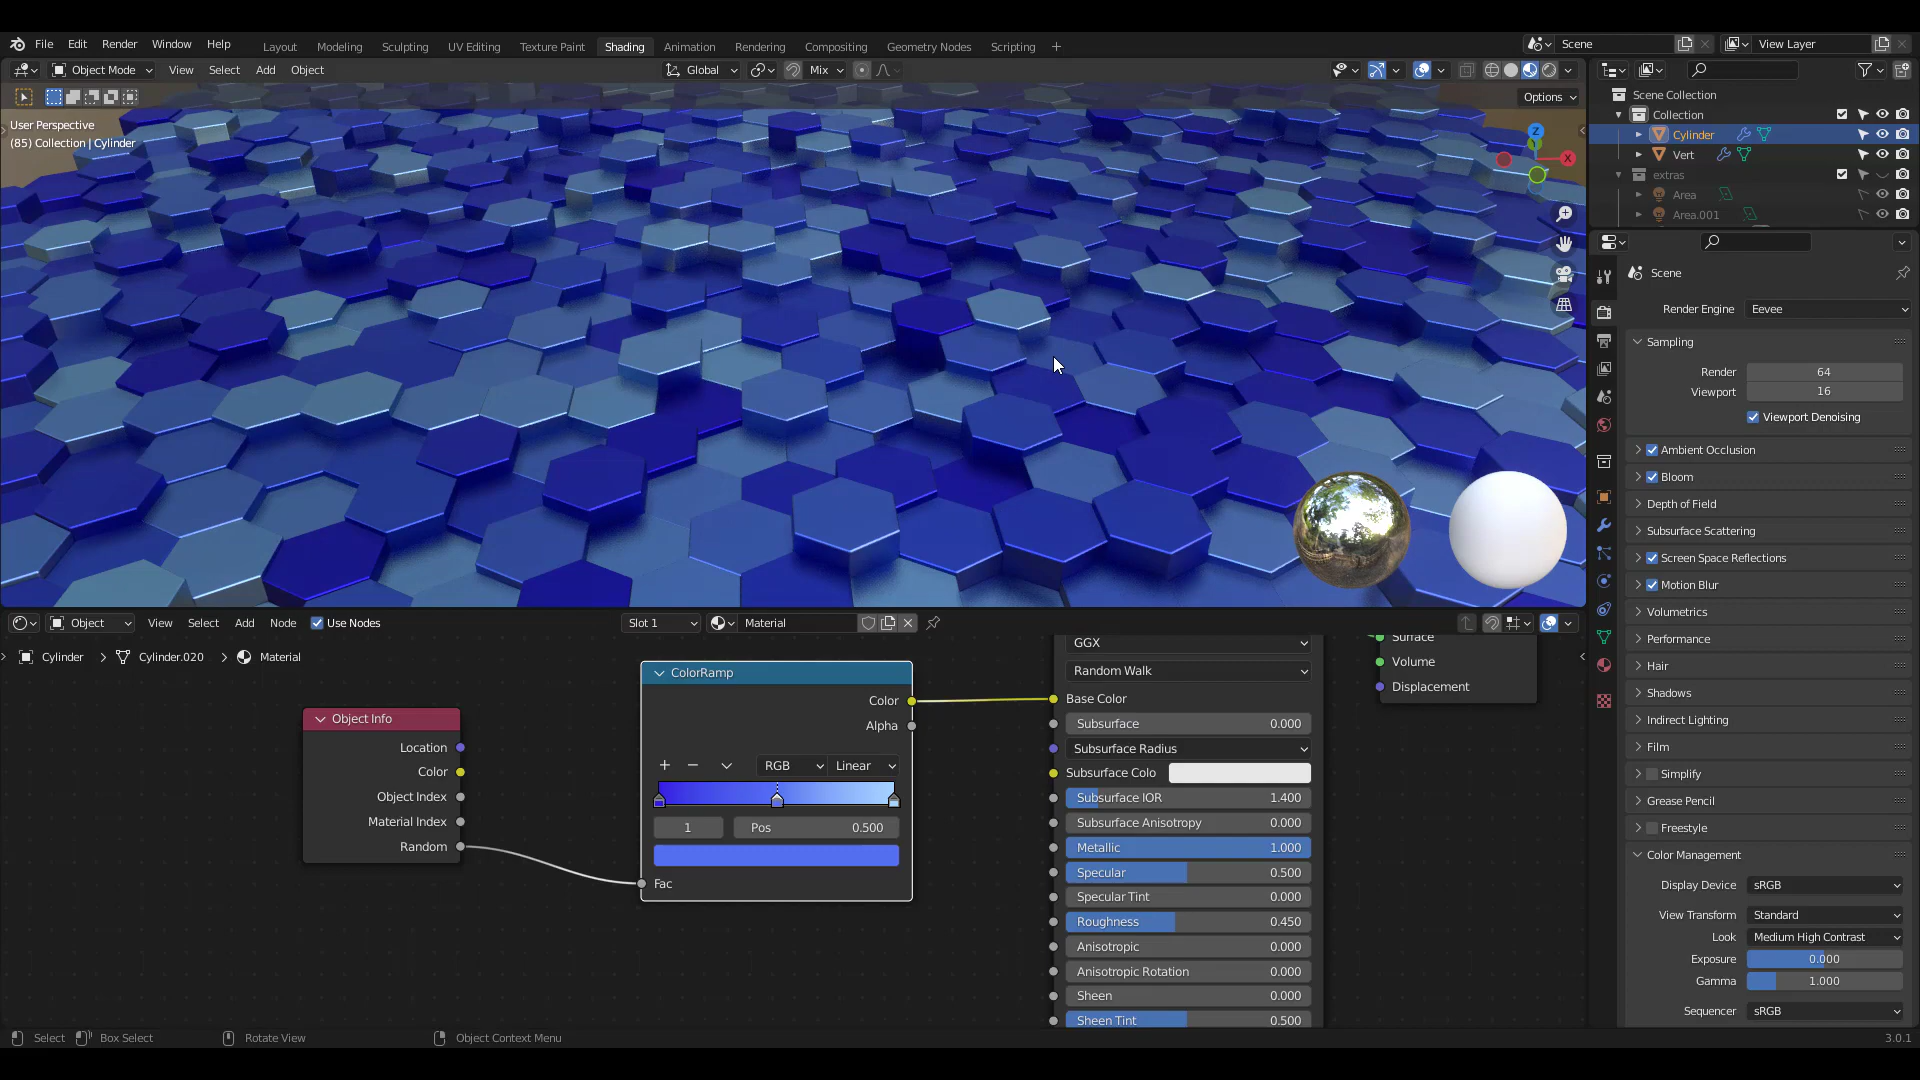 File Edit Render Window Help Layout Modeling Sculpting UV Editing Texture Paint Shading Animation Rendering Compositing Geometry Nodes Scripting + Scene View Layer
Object Mode View Select Add Object Global Mix
Options
User Perspective
(85) Collection | Cylinder
Z
X
Scene Collection
Collection
Cylinder
Vert
extras
Area
Area.001
Scene
Render Engine Eevee
Sampling
Render 64
Viewport 16
Viewport Denoising
Ambient Occlusion
Bloom
Depth of Field
Subsurface Scattering
Screen Space Reflections
Motion Blur
Volumetrics
Performance
Hair
Shadows
Indirect Lighting
Film
Simplify
Grease Pencil
Freestyle
Color Management
Display Device sRGB
View Transform Standard
Look Medium High Contrast
Exposure 0.000
Gamma 1.000
Sequencer sRGB
Object View Select Add Node Use Nodes Slot 1 Material
Cylinder > Cylinder.020 > Material
Object Info
Location
Color
Object Index
Material Index
Random
ColorRamp
Color
Alpha
+ − RGB Linear
1 Pos 0.500
Fac
GGX
Random Walk
Base Color
Subsurface 0.000
Subsurface Radius
Subsurface Colo
Subsurface IOR 1.400
Subsurface Anisotropy 0.000
Metallic 1.000
Specular 0.500
Specular Tint 0.000
Roughness 0.450
Anisotropic 0.000
Anisotropic Rotation 0.000
Sheen 0.000
Sheen Tint 0.500
Surface
Volume
Displacement
Select Box Select Rotate View Object Context Menu 3.0.1